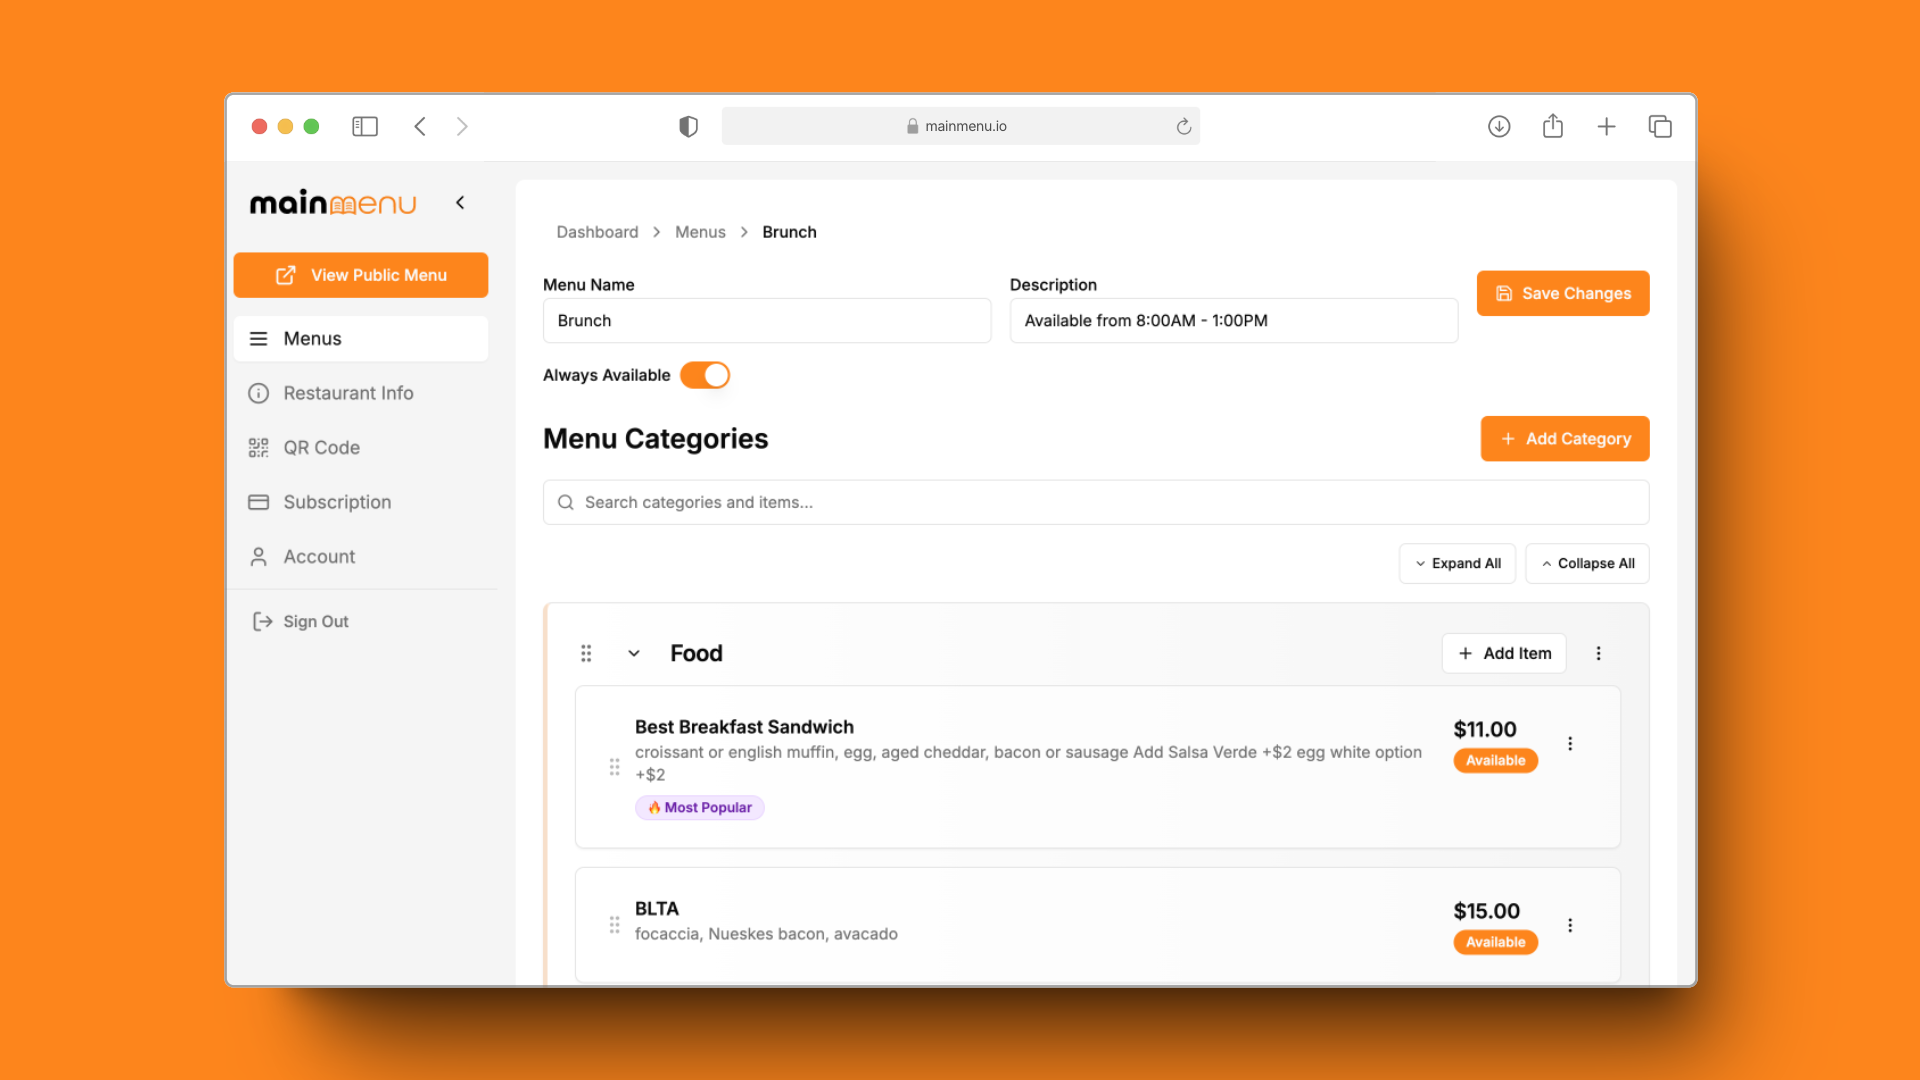 mainmenu.io
mainmenu
View Public Menu
Menus
Restaurant Info
QR Code
Subscription
Account
Sign Out
Dashboard > Menus > Brunch
Menu Name
Brunch
Description
Available from 8:00AM - 1:00PM
Save Changes
Always Available
Menu Categories
+ Add Category
Search categories and items...
Expand All
Collapse All
Food
+ Add Item
Best Breakfast Sandwich
croissant or english muffin, egg, aged cheddar, bacon or sausage Add Salsa Verde +$2 egg white option
+$2
🔥 Most Popular
$11.00
Available
BLTA
focaccia, Nueskes bacon, avacado
$15.00
Available